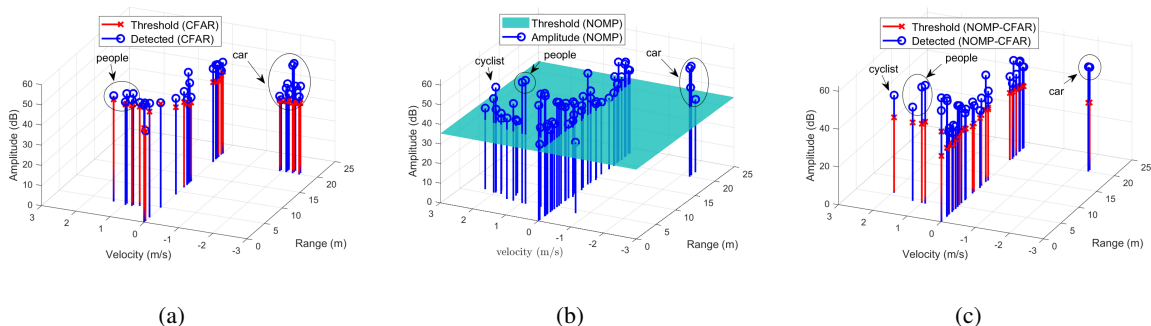 Threshold (CFAR)
Detected (CFAR)
people
car
60
50
40
30
20
10
0
Amplitude (dB)
3
2
1
0
-1
-2
-3
Velocity (m/s)
0
5
10
15
20
25
Range (m)
(a)
Threshold (NOMP)
Amplitude (NOMP)
cyclist
people
car
60
50
40
30
20
10
0
Amplitude (dB)
3
2
1
0
-1
-2
-3
velocity (m/s)
0
5
10
15
20
25
Range (m)
(b)
Threshold (NOMP-CFAR)
Detected (NOMP-CFAR)
cyclist
people
car
60
40
20
0
Amplitude (dB)
3
2
1
0
-1
-2
-3
Velocity (m/s)
0
5
10
15
20
25
Range (m)
(c)